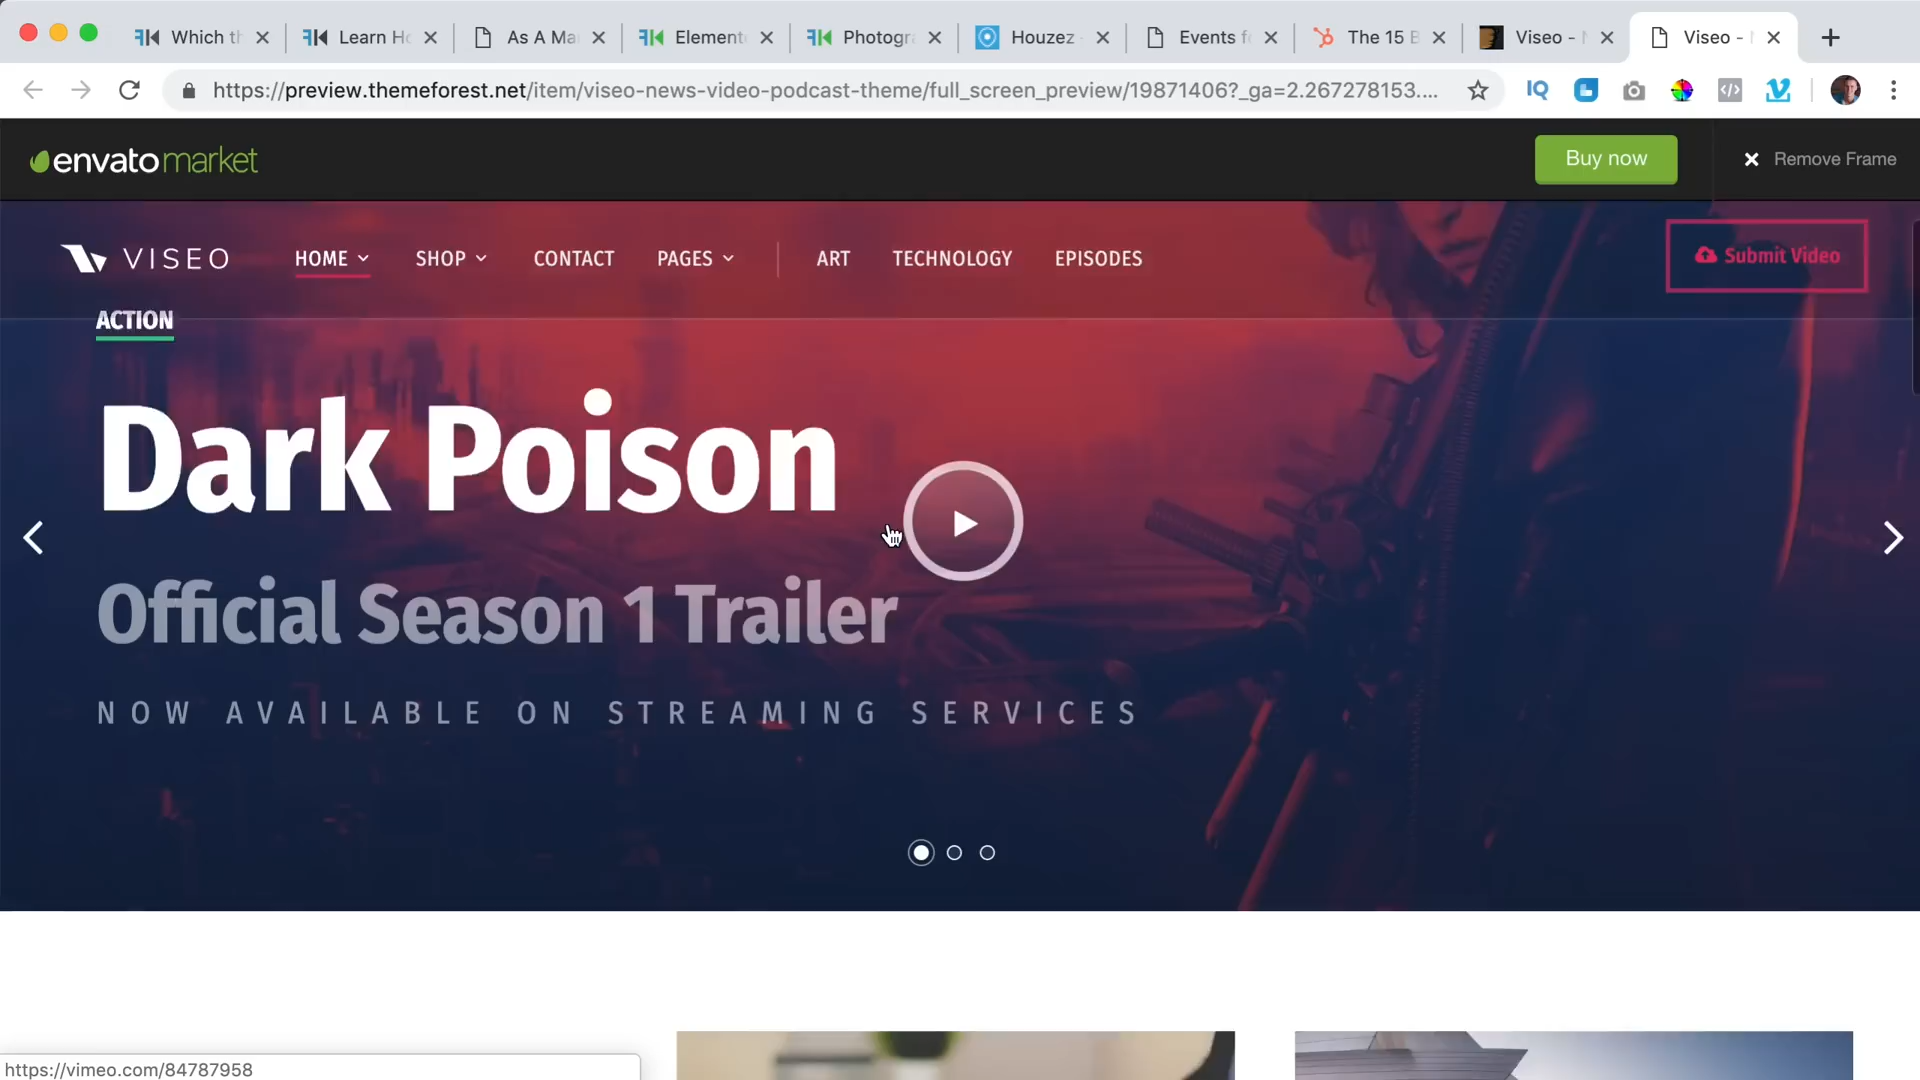 Which th
Learn Ho
As A Ma
Element
Photogra
Houzez
Events f
The 15 B
Viseo - N
Viseo - N
https://preview.themeforest.net/item/viseo-news-video-podcast-theme/full_screen_preview/19871406?_ga=2.267278153....
IQ
envatomarket
Buy now
Remove Frame
VISEO
HOME
SHOP
CONTACT
PAGES
ART
TECHNOLOGY
EPISODES
Submit Video
ACTION
Dark Poison
Official Season 1 Trailer
NOW AVAILABLE ON STREAMING SERVICES
https://vimeo.com/84787958